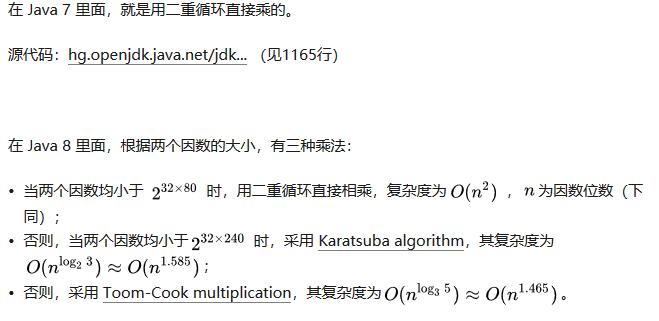 在 Java 7 里面，就是用二重循环直接乘的。
源代码：hg.openjdk.java.net/jdk... （见1165行）
在 Java 8 里面，根据两个因数的大小，有三种乘法：
• 当两个因数均小于 2^{32×80} 时，用二重循环直接相乘，复杂度为 O(n^2) ，n 为因数位数（下
同）；
• 否则，当两个因数均小于 2^{32×240} 时，采用 Karatsuba algorithm，其复杂度为
O(n^{log_2 3}) ≈ O(n^{1.585})；
• 否则，采用 Toom-Cook multiplication，其复杂度为 O(n^{log_3 5}) ≈ O(n^{1.465}) 。